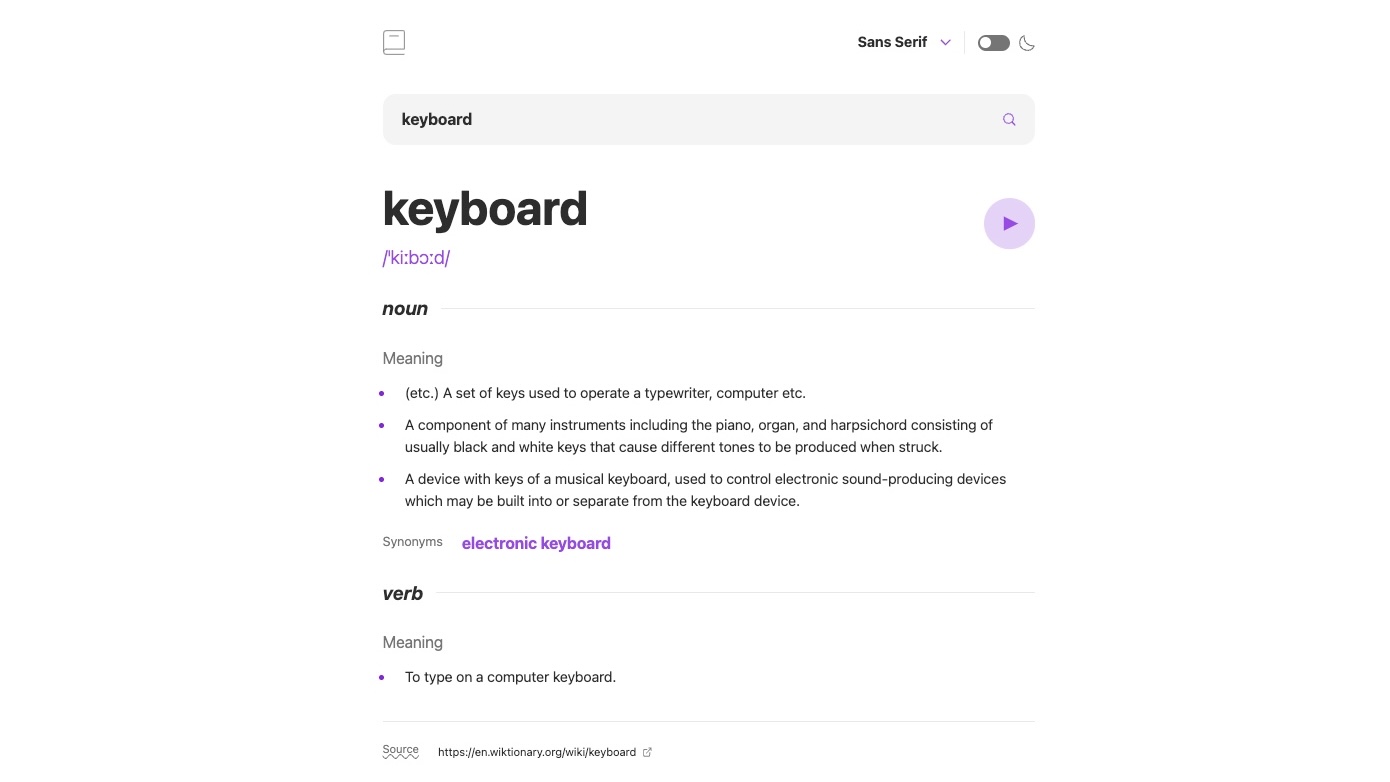 Sans Serif
keyboard
keyboard
/ˈkiːbɔːd/
noun
Meaning
(etc.) A set of keys used to operate a typewriter, computer etc.
A component of many instruments including the piano, organ, and harpsichord consisting of
usually black and white keys that cause different tones to be produced when struck.
A device with keys of a musical keyboard, used to control electronic sound-producing devices
which may be built into or separate from the keyboard device.
Synonyms electronic keyboard
verb
Meaning
To type on a computer keyboard.
Source https://en.wiktionary.org/wiki/keyboard